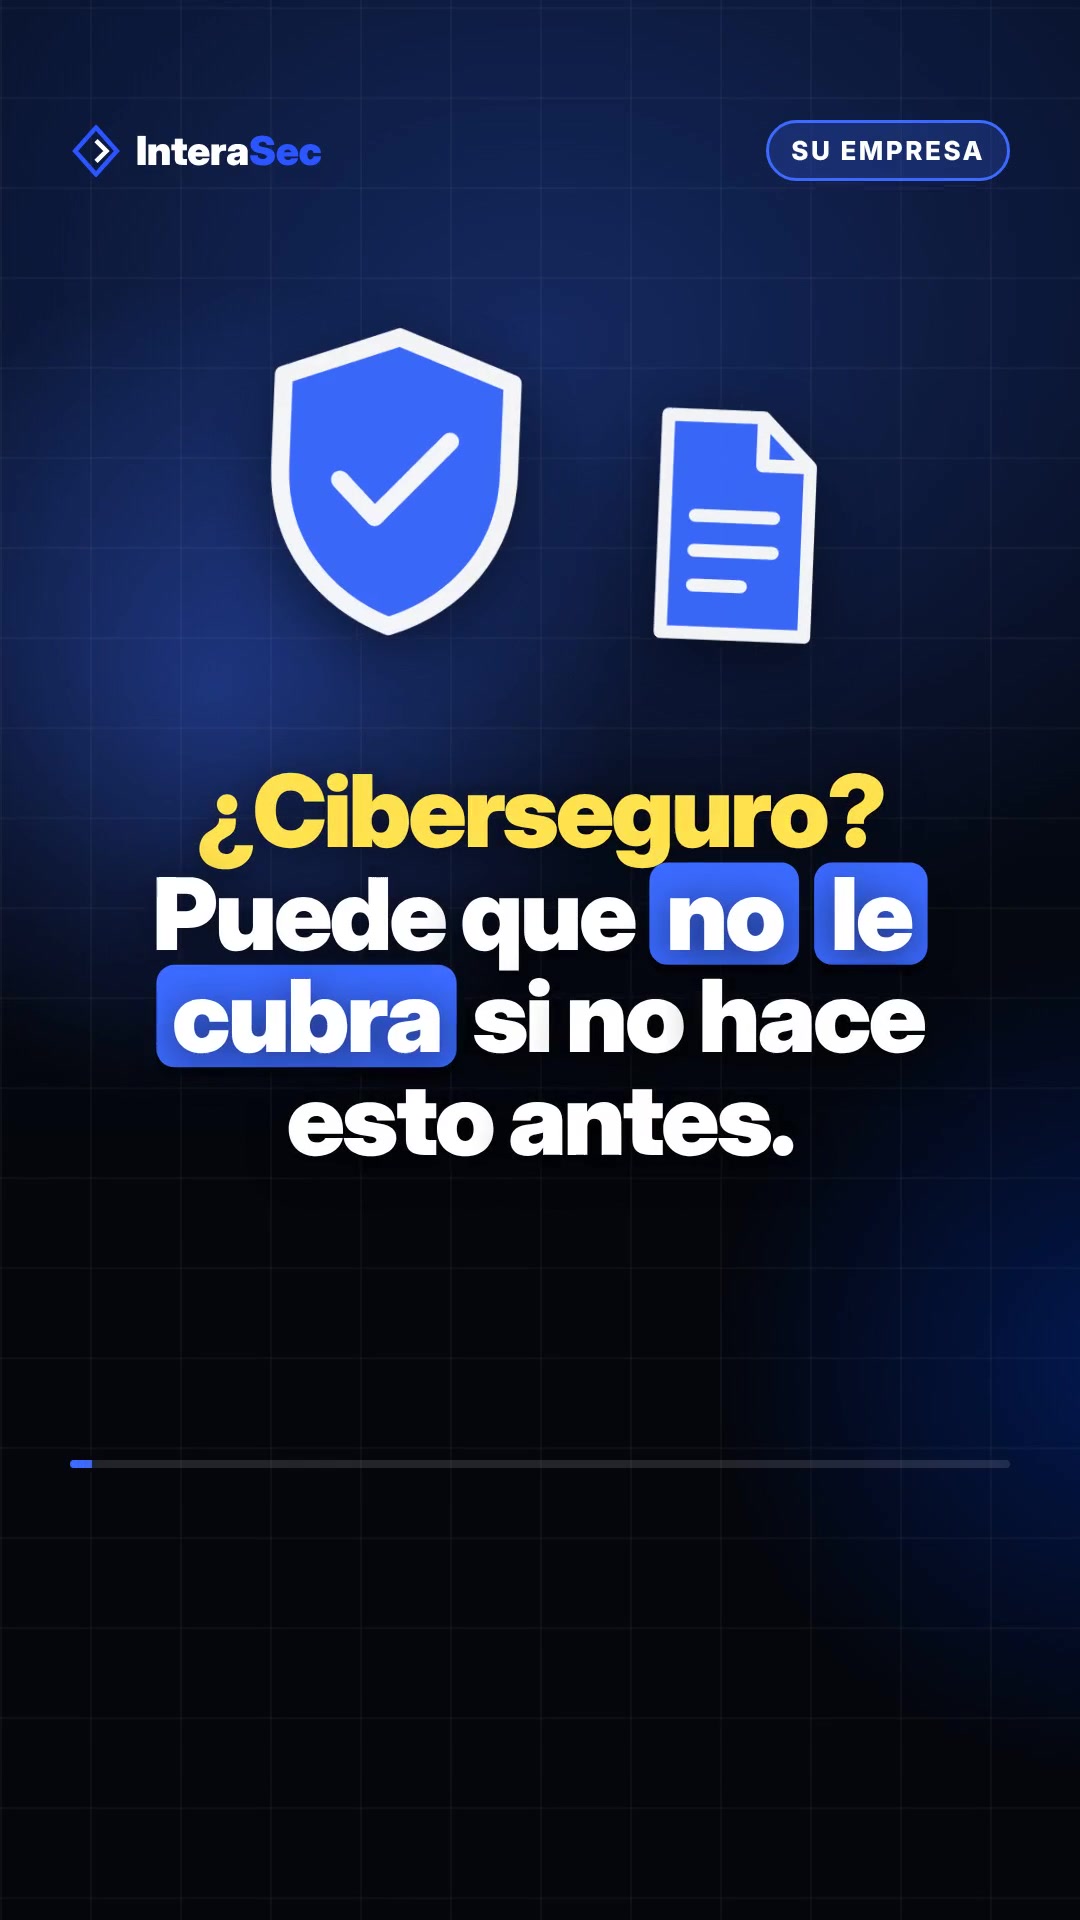 InteraSec
SU EMPRESA
¿Ciberseguro?
Puede que no le
cubra si no hace
esto antes.